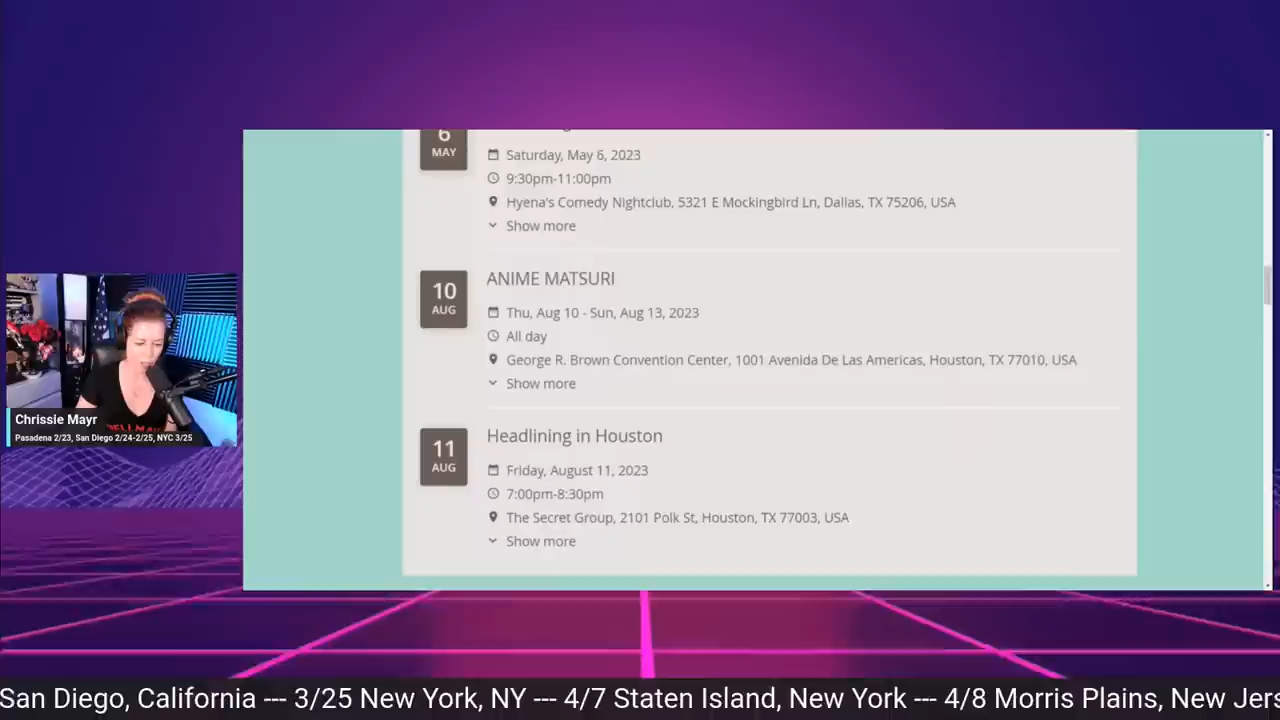 6
MAY
Saturday, May 6, 2023
9:30pm-11:00pm
Hyena's Comedy Nightclub, 5321 E Mockingbird Ln, Dallas, TX 75206, USA
Show more
10
AUG
ANIME MATSURI
Thu, Aug 10 - Sun, Aug 13, 2023
All day
George R. Brown Convention Center, 1001 Avenida De Las Americas, Houston, TX 77010, USA
Show more
11
AUG
Headlining in Houston
Friday, August 11, 2023
7:00pm-8:30pm
The Secret Group, 2101 Polk St, Houston, TX 77003, USA
Show more
Chrissie Mayr
Pasadena 2/23, San Diego 2/24-2/25, NYC 3/25
San Diego, California --- 3/25 New York, NY --- 4/7 Staten Island, New York --- 4/8 Morris Plains, New Jers